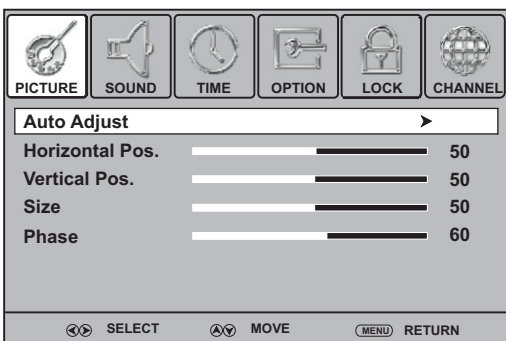 PICTURE SOUND TIME OPTION LOCK CHANNEL
Auto Adjust
Horizontal Pos. 50
Vertical Pos. 50
Size 50
Phase 60
SELECT MOVE MENU RETURN